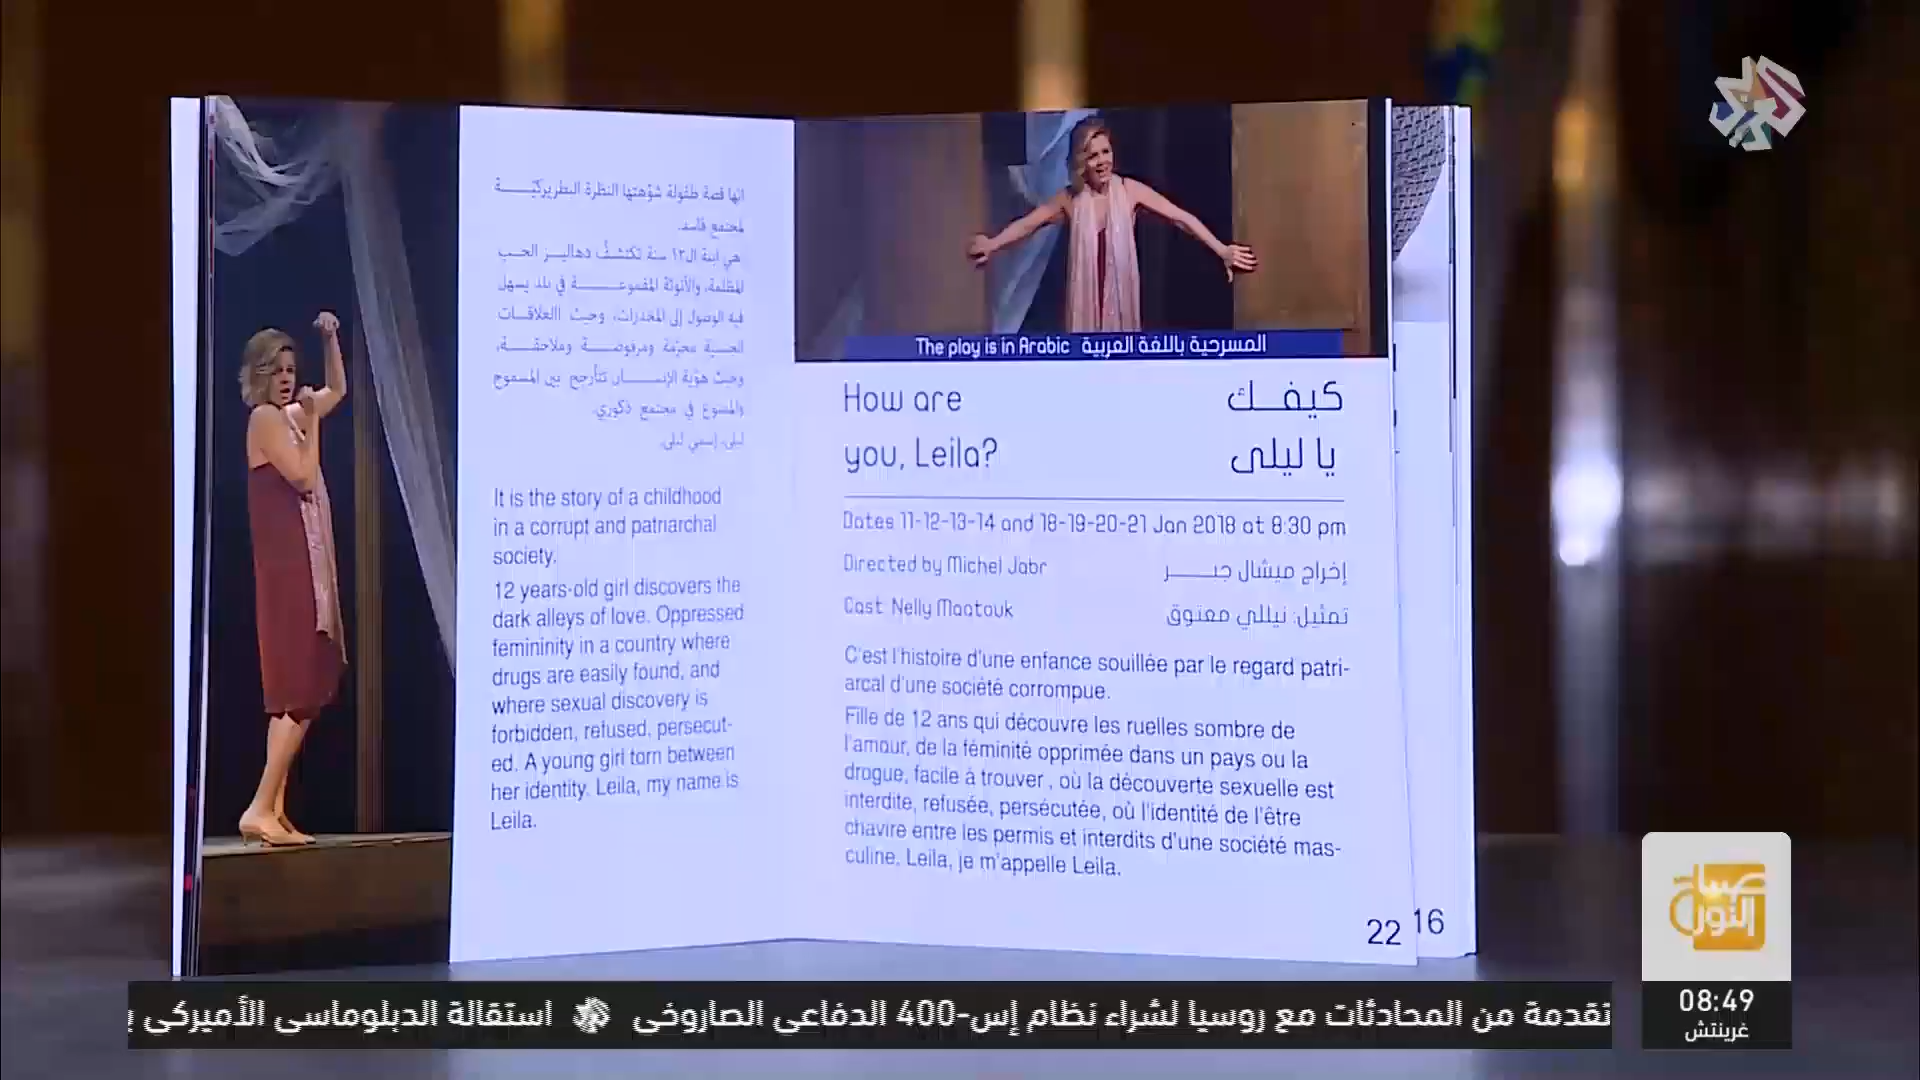 انها قصة طفولة شوّهتها النظرة البطريركيّة
لمجتمع فاسد.
هي ابنة ال١٢ سنة تكتشفُ دهاليز الحب
المظلمة، والأنوثة المقموعة في بلد يسهل
فيه الوصول إلى المخدرات، وحيث االعلاقات
الحسية محرّمة ومرفوضة وملاحقة،
وحيث هوّية الإنسان تتأرجح بين المسموح
والممنوع في مجتمع ذكوري.
ليلى، إسمي ليلى.
It is the story of a childhood
in a corrupt and patriarchal
society.
12 years-old girl discovers the
dark alleys of love. Oppressed
femininity in a country where
drugs are easily found, and
where sexual discovery is
forbidden, refused, persecut-
ed. A young girl torn between
her identity. Leila, my name is
Leila.
The play is in Arabic المسرحية باللغة العربية
How are
you, Leila?
كيفك
يا ليلى
Dates 11-12-13-14 and 18-19-20-21 Jan 2018 at 8:30 pm
Directed by Michel Jabr إخراج ميشال جبر
Cast Nelly Maatouk تمثيل: نيللي معتوق
C'est l'histoire d'une enfance souillée par le regard patri-
arcal d'une société corrompue.
Fille de 12 ans qui découvre les ruelles sombre de
l'amour, de la féminité opprimée dans un pays ou la
drogue, facile à trouver , où la découverte sexuelle est
interdite, refusée, persécutée, où l'identité de l'être
chavire entre les permis et interdits d'une société mas-
culine. Leila, je m'appelle Leila.
22
16
صباح
النور
08:49
غرينتش
تقدمة من المحادثات مع روسيا لشراء نظام إس-400 الدفاعي الصاروخي استقالة الدبلوماسي الأميركي